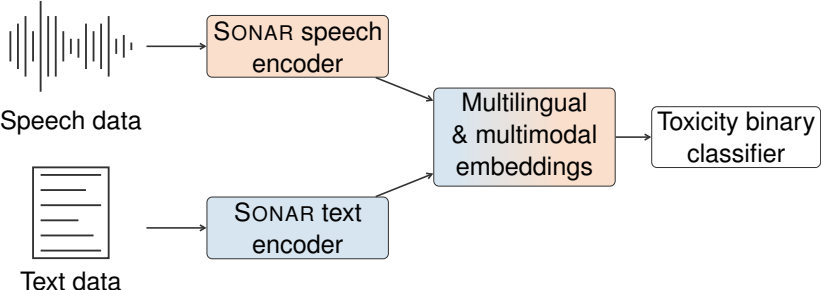 SONAR speech
encoder
Speech data
Multilingual
& multimodal
embeddings
Toxicity binary
classifier
SONAR text
encoder
Text data